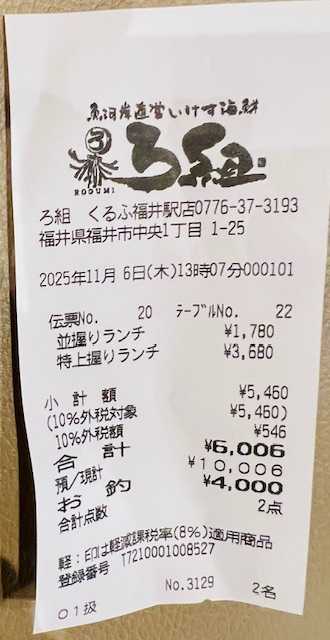 魚河岸直営いけす海鮮
ろ組
ろ
ROGUMI
ろ組 くるふ福井駅店0776-37-3193
福井県福井市中央1丁目 1-25
2025年11月 6日(木)13時07分000101
伝票No. 20 テーブルNo. 22
並握りランチ ¥1,780
特上握りランチ ¥3,680
小 計 額 ¥5,460
(10%外税対象 ¥5,460)
10%外税額 ¥546
合 計 ¥6,006
預/現計 ¥10,006
お 釣 ¥4,000
合計点数 2点
軽:印は軽減課税率(8%)適用商品
登録番号 T7210001008527
No.3129 2名
01扱